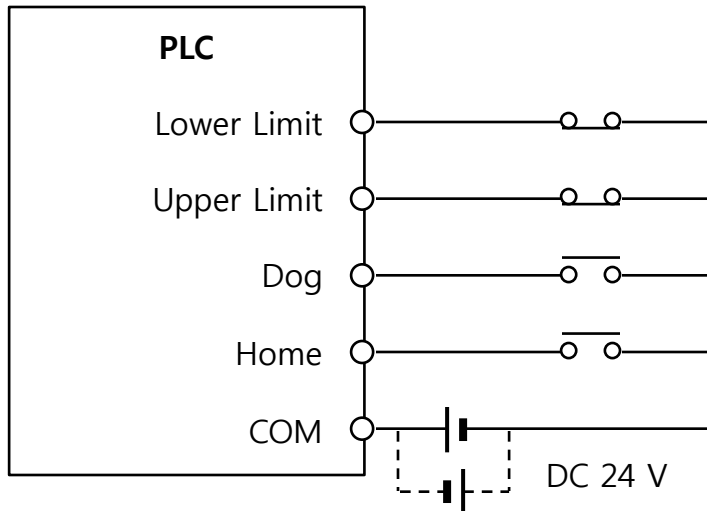 PLC
Lower Limit
Upper Limit
Dog
Home
COM
DC 24 V